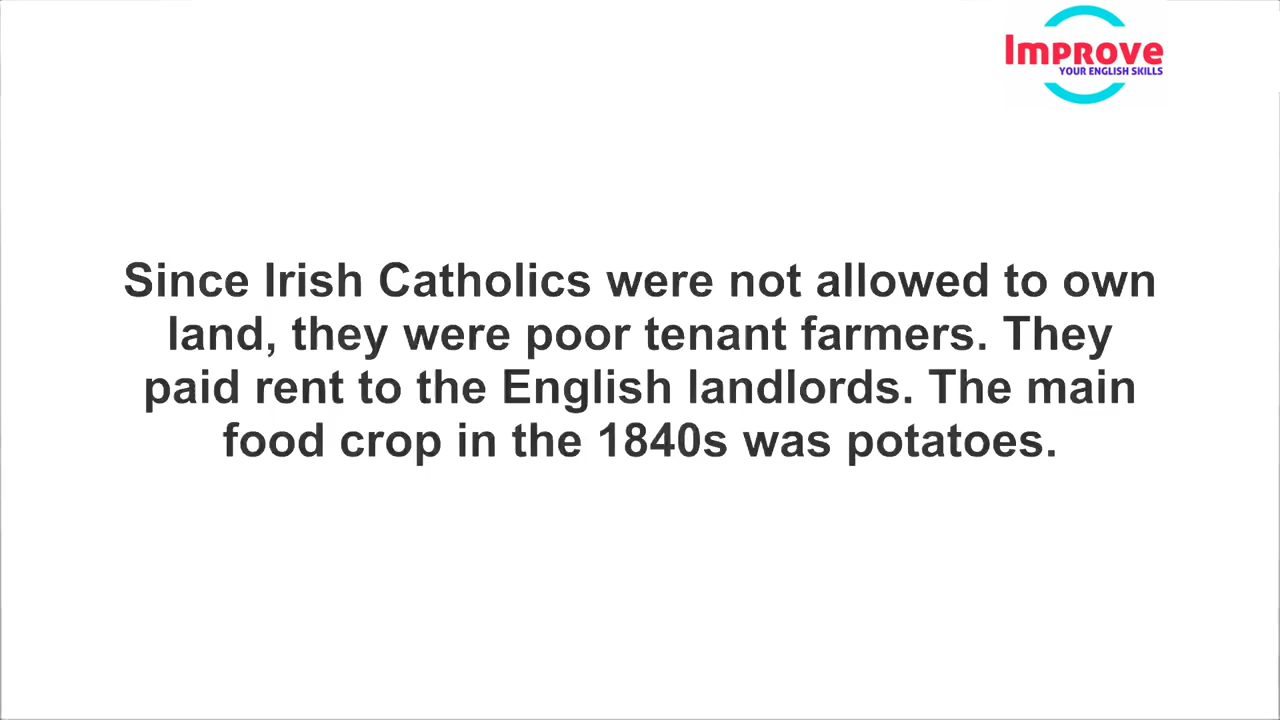 Improve
YOUR ENGLISH SKILLS
Since Irish Catholics were not allowed to own
land, they were poor tenant farmers. They
paid rent to the English landlords. The main
food crop in the 1840s was potatoes.